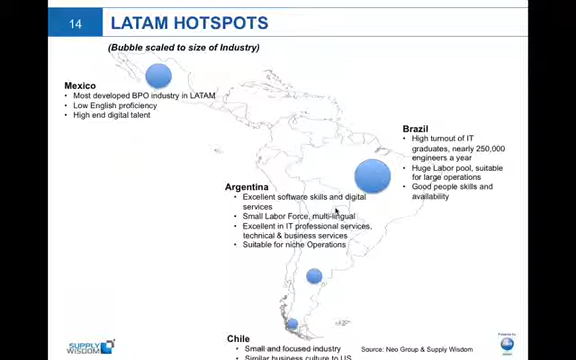 14
LATAM HOTSPOTS
(Bubble scaled to size of Industry)
Mexico
• Most developed BPO industry in LATAM
• Low English proficiency
• High end digital talent
Brazil
• High turnout of IT
graduates, nearly 250,000
engineers a year
• Huge Labor pool, suitable
for large operations
• Good people skills and
availability
Argentina
• Excellent software skills and digital
services
• Small Labor Force, multi-lingual
• Excellent in IT professional services,
technical & business services
• Suitable for niche Operations
Chile
• Small and focused industry
• Similar business culture to US
Source: Neo Group & Supply Wisdom
SUPPLY
WISDOM
Powered by